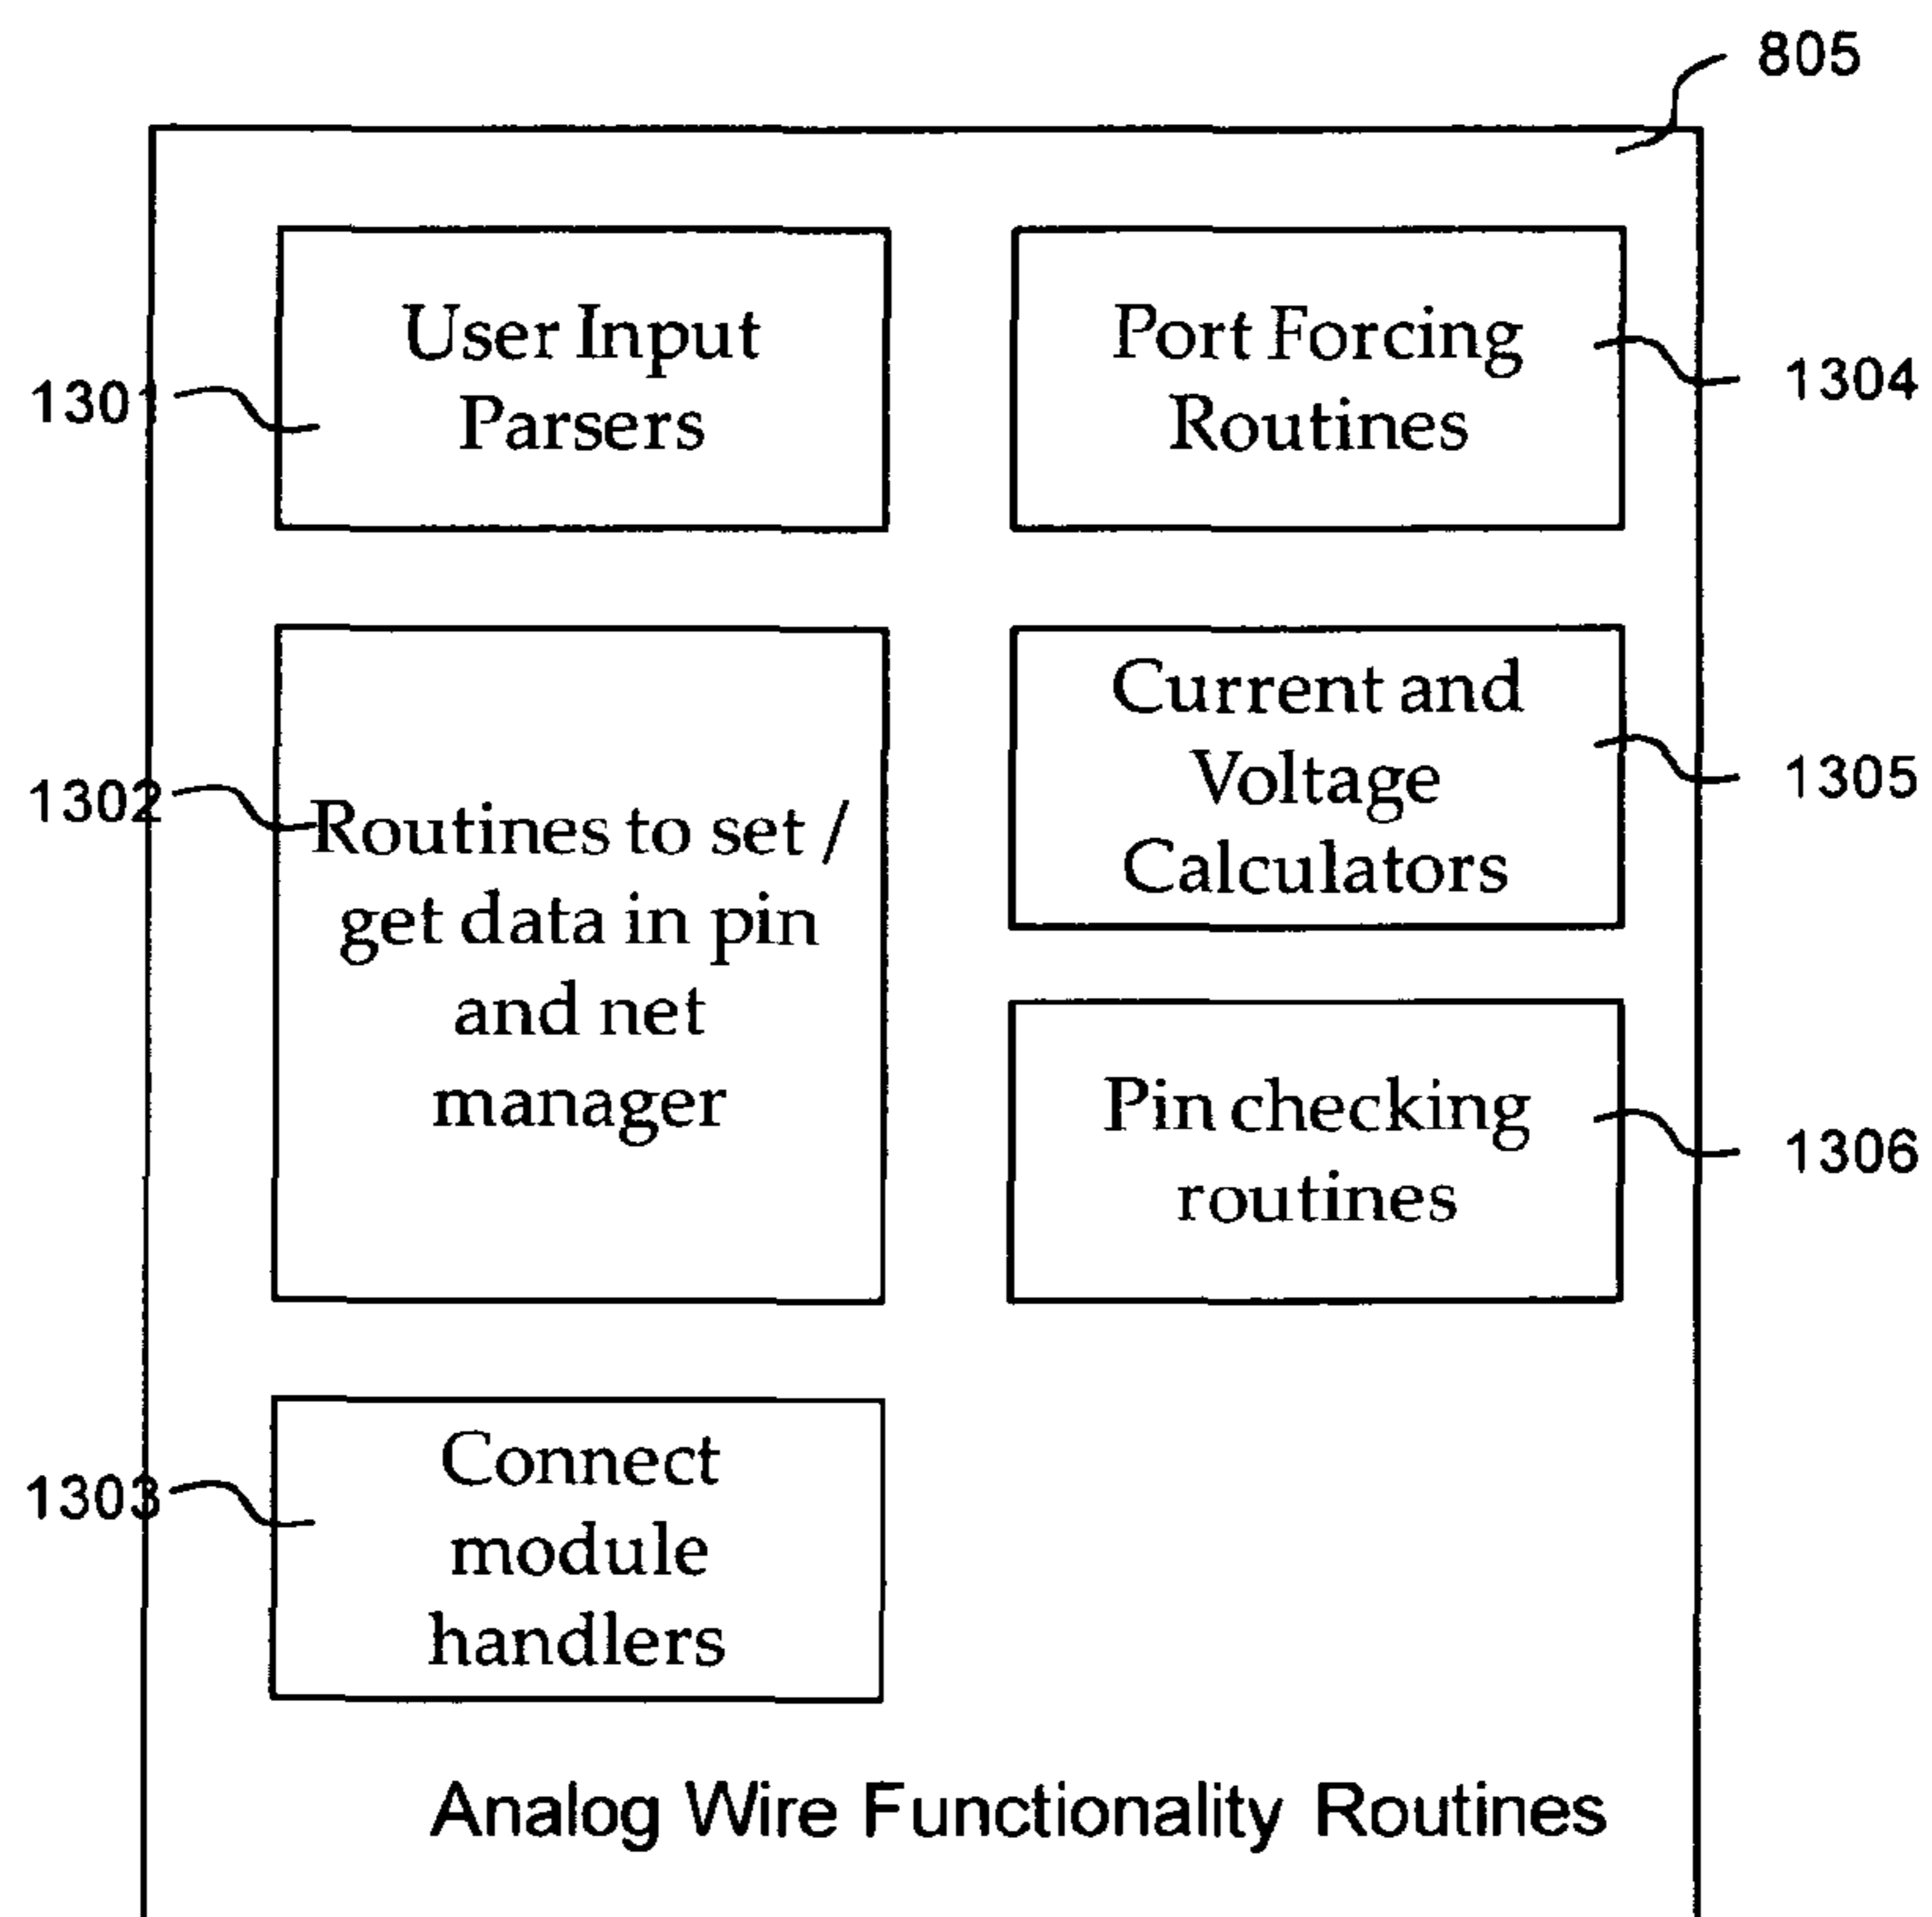 805
User Input
Parsers
1301
Port Forcing
Routines
1304
Routines to set /
get data in pin
and net
manager
1302
Current and
Voltage
Calculators
1305
Pin checking
routines
1306
Connect
module
handlers
1303
Analog Wire Functionality Routines